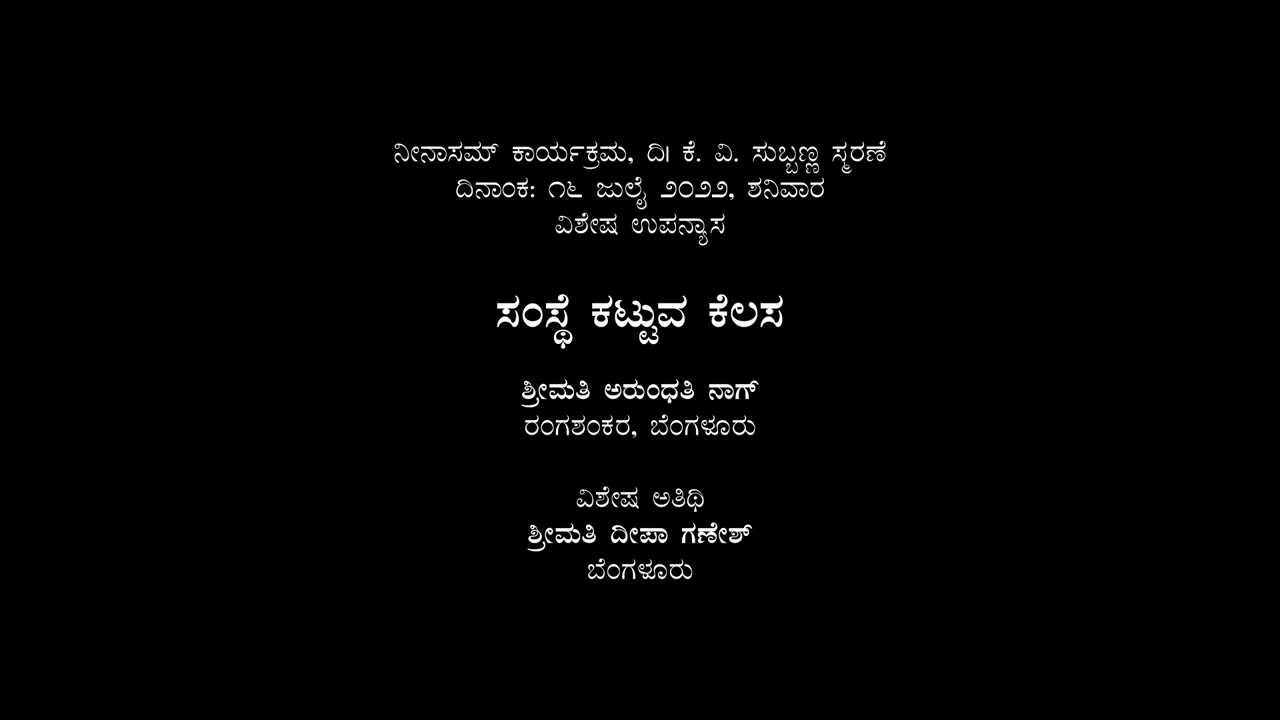 ನೀನಾಸಮ್ ಕಾರ್ಯಕ್ರಮ, ದಿ। ಕೆ. ವಿ. ಸುಬ್ಬಣ್ಣ ಸ್ಮರಣೆ
ದಿನಾಂಕ: ೧೬ ಜುಲೈ ೨೦೨೨, ಶನಿವಾರ
ವಿಶೇಷ ಉಪನ್ಯಾಸ
ಸಂಸ್ಥೆ ಕಟ್ಟುವ ಕೆಲಸ
ಶ್ರೀಮತಿ ಅರುಂಧತಿ ನಾಗ್
ರಂಗಶಂಕರ, ಬೆಂಗಳೂರು
ವಿಶೇಷ ಅತಿಥಿ
ಶ್ರೀಮತಿ ದೀಪಾ ಗಣೇಶ್
ಬೆಂಗಳೂರು